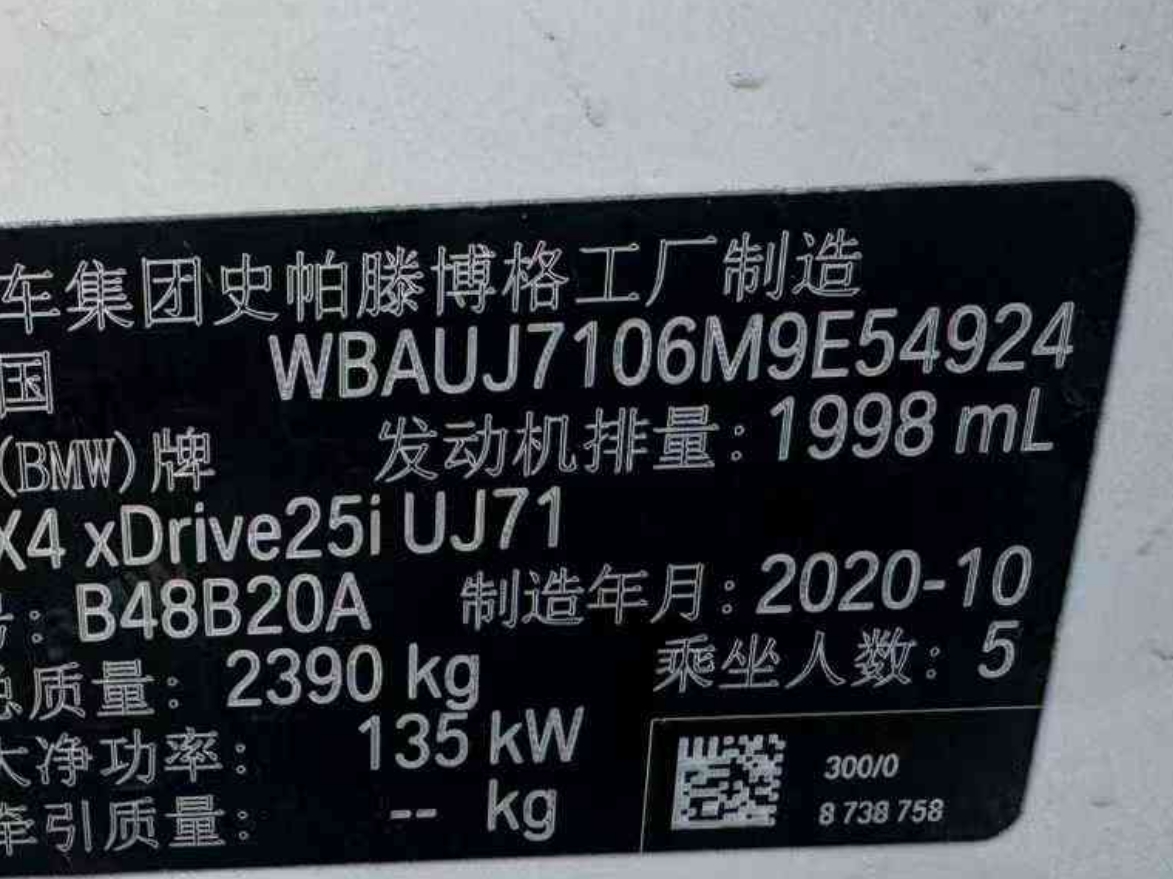 车集团史帕滕博格工厂制造
国 WBAUJ7106M9E54924
(BMW)牌 发动机排量：1998 mL
X4 xDrive25i UJ71
号：B48B20A 制造年月：2020-10
总质量：2390 kg 乘坐人数：5
大净功率：135 kW
牵引质量：-- kg
300/0
8 738 758